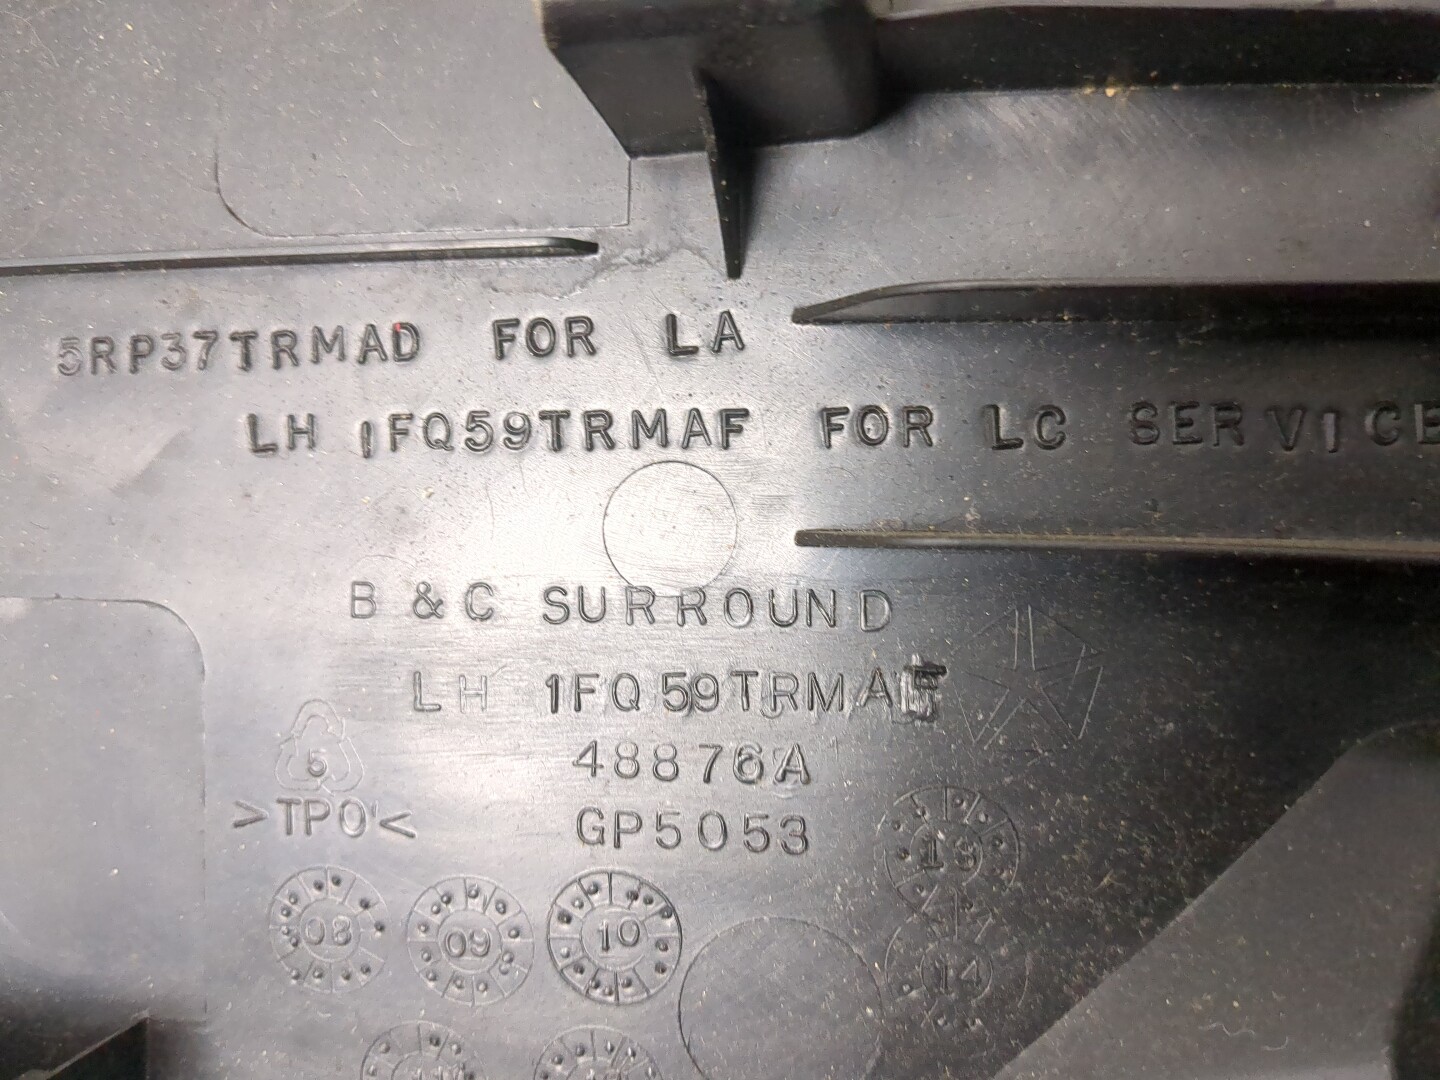 5RP37TRMAD FOR LA
LH 1FQ59TRMAF FOR LC SERVICE
B & C SURROUND
LH 1FQ59TRMAF
48876A
5
>TPO<
GP5053
13
08
09
10
14